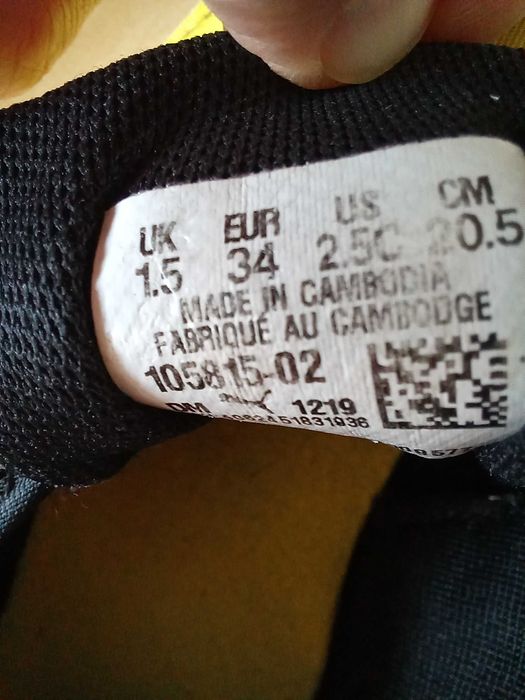 UK EUR US CM
1.5 34 2.5C 20.5
MADE IN CAMBODIA
FABRIQUÉ AU CAMBODGE
105815-02
DM 1219